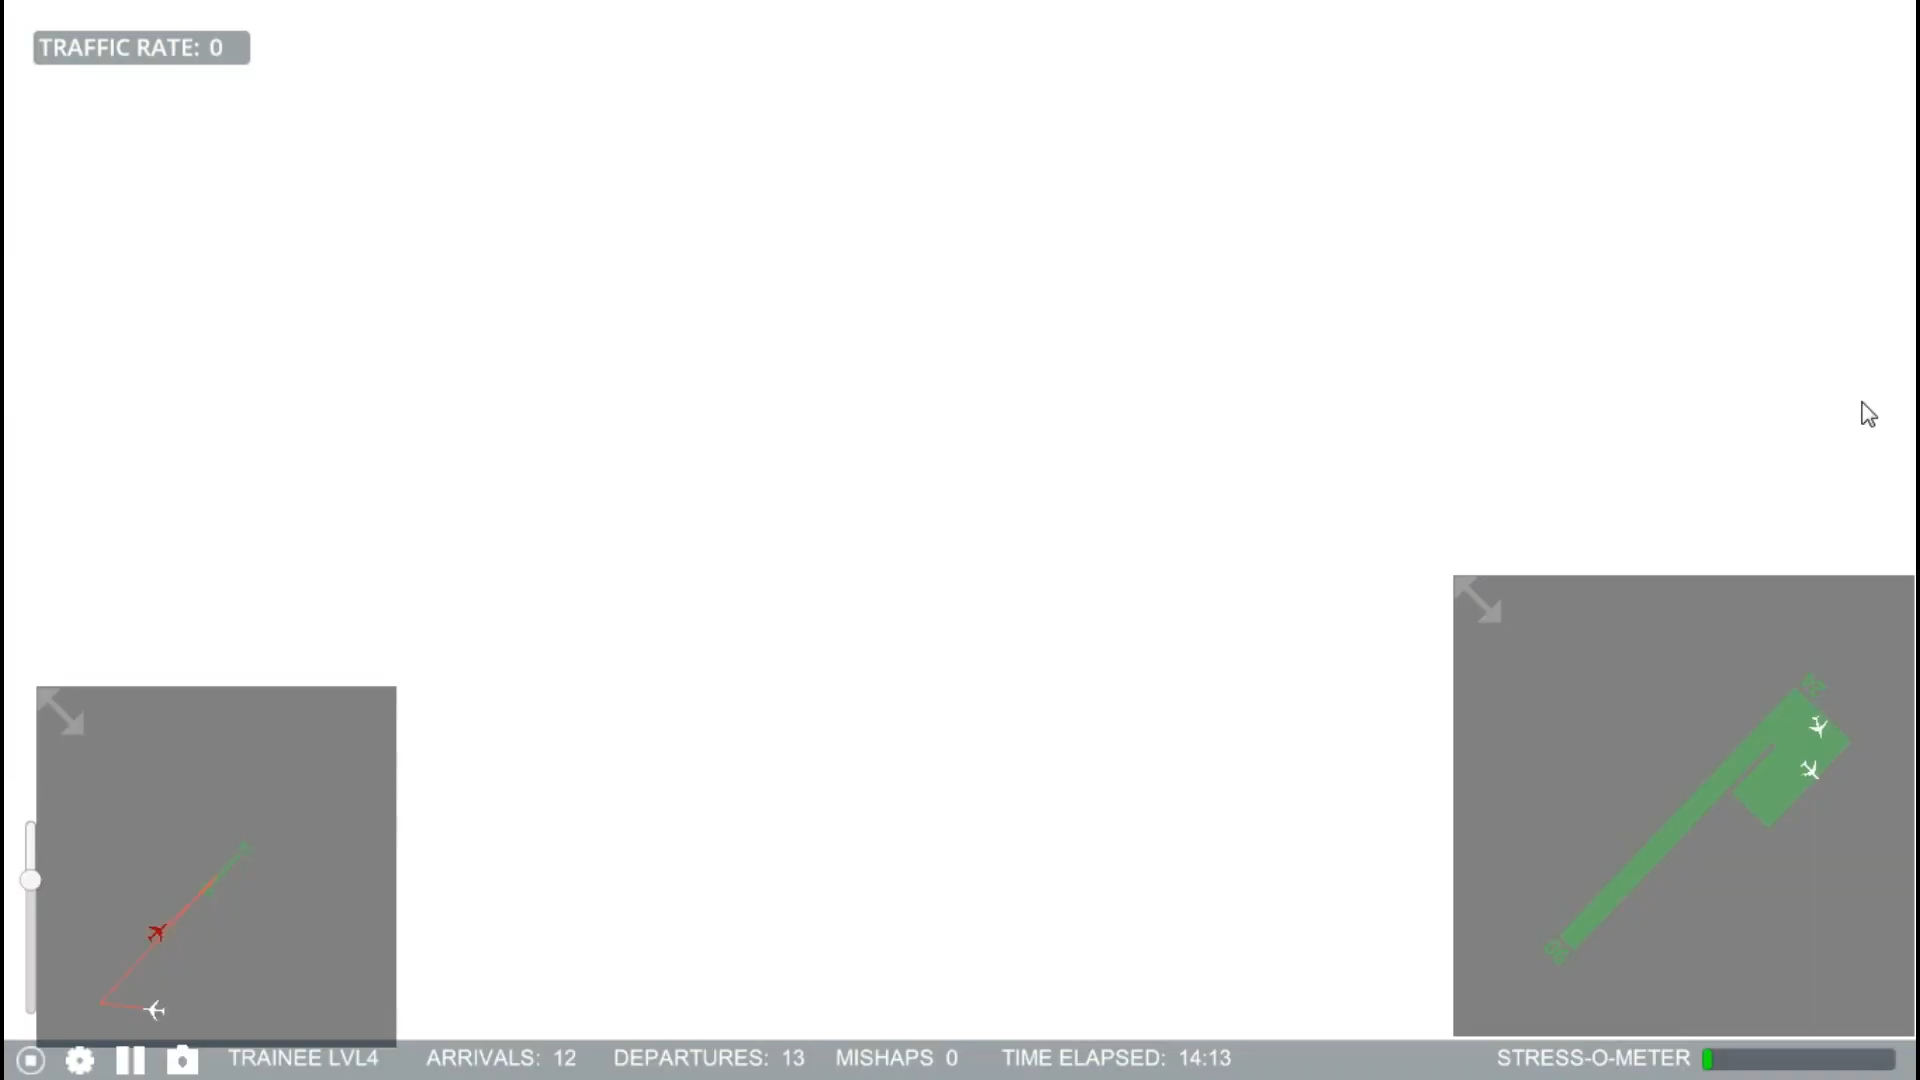 TRAFFIC RATE: 0
TRAINEE LVL4 ARRIVALS: 12 DEPARTURES: 13 MISHAPS 0 TIME ELAPSED: 14:13 STRESS-O-METER